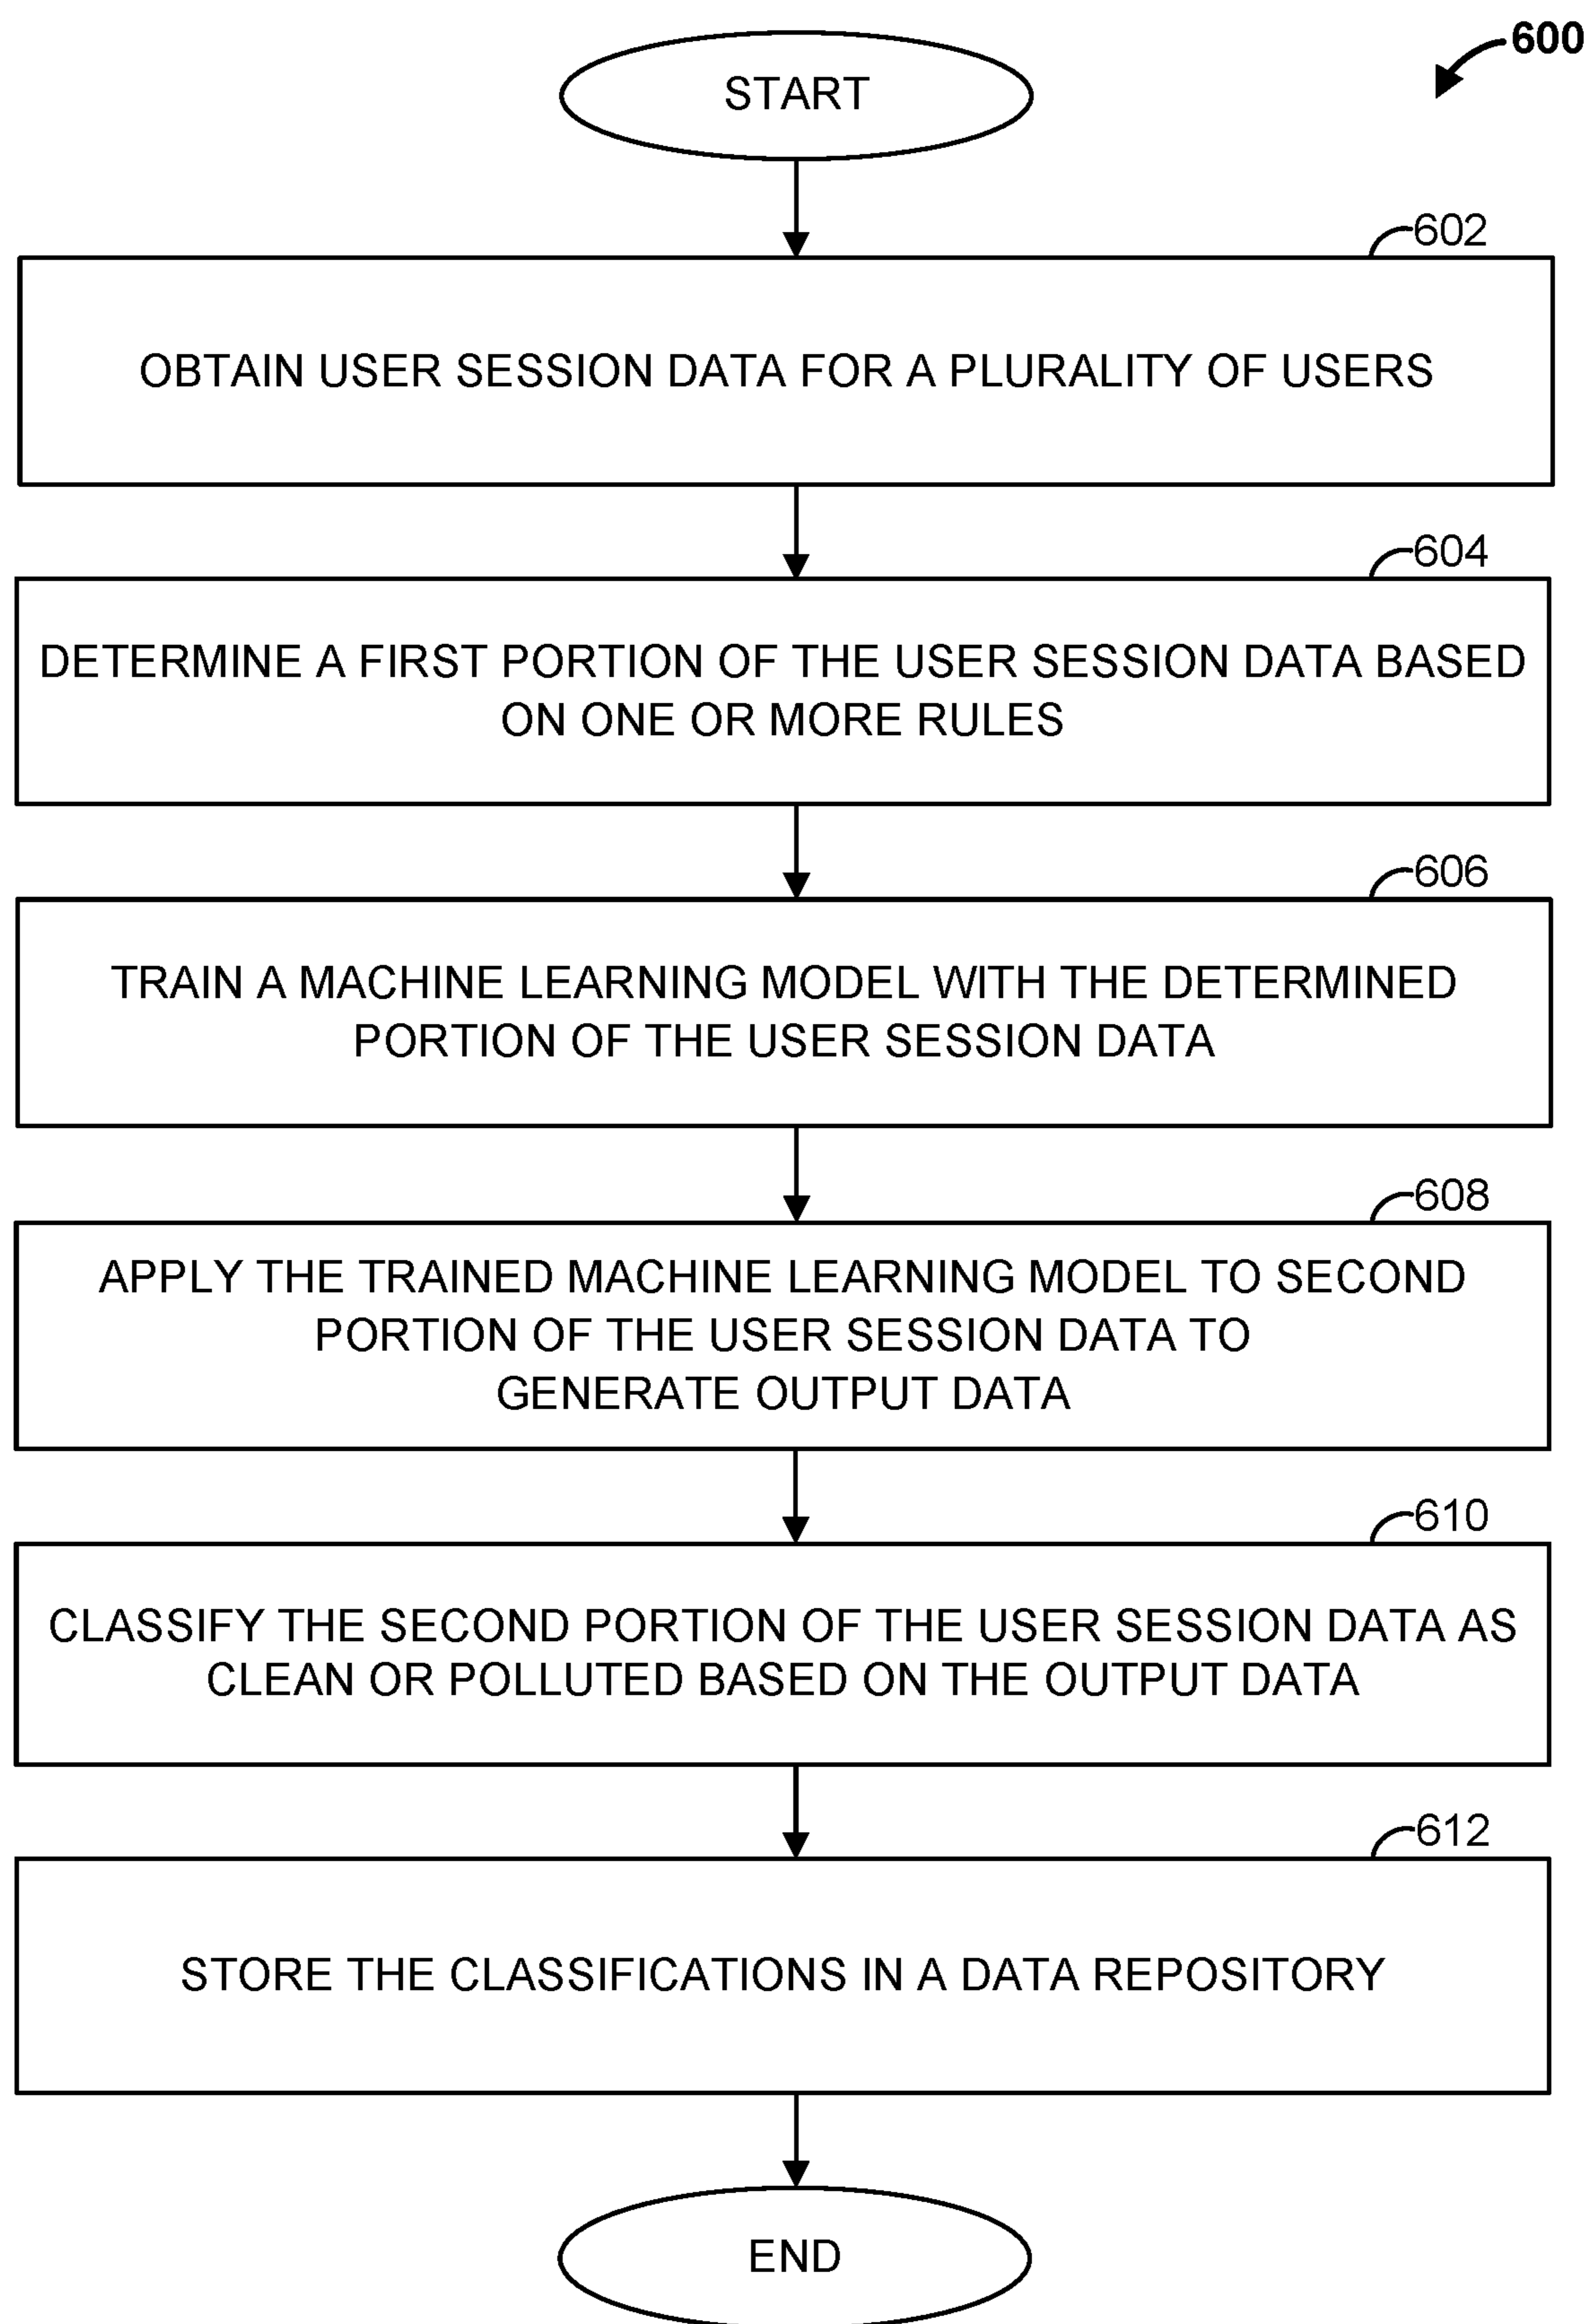 600
START
602
OBTAIN USER SESSION DATA FOR A PLURALITY OF USERS
604
DETERMINE A FIRST PORTION OF THE USER SESSION DATA BASED
ON ONE OR MORE RULES
606
TRAIN A MACHINE LEARNING MODEL WITH THE DETERMINED
PORTION OF THE USER SESSION DATA
608
APPLY THE TRAINED MACHINE LEARNING MODEL TO SECOND
PORTION OF THE USER SESSION DATA TO
GENERATE OUTPUT DATA
610
CLASSIFY THE SECOND PORTION OF THE USER SESSION DATA AS
CLEAN OR POLLUTED BASED ON THE OUTPUT DATA
612
STORE THE CLASSIFICATIONS IN A DATA REPOSITORY
END